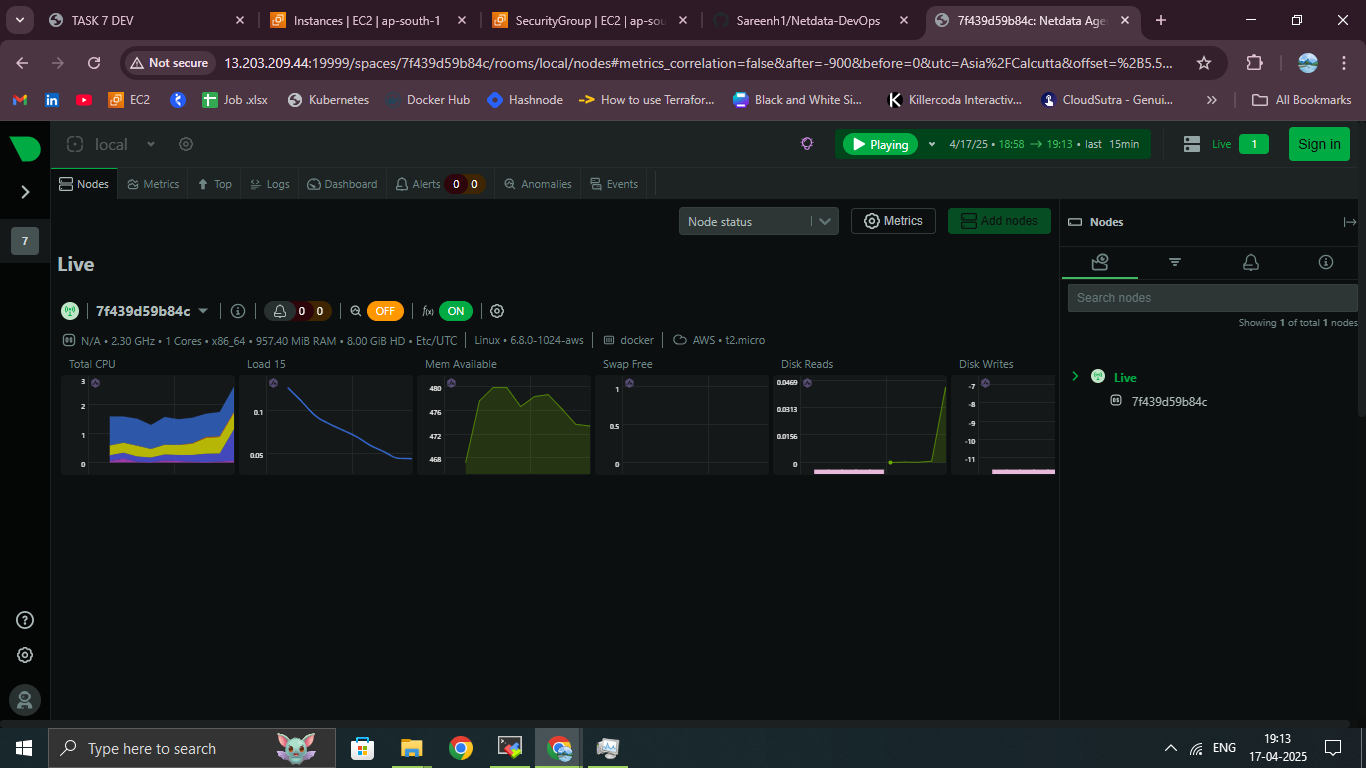 TASK 7 DEV
Instances | EC2 | ap-south-1
SecurityGroup | EC2 | ap-sou
Sareenh1/Netdata-DevOps
7f439d59b84c: Netdata Age
Not secure
13.203.209.44:19999/spaces/7f439d59b84c/rooms/local/nodes#metrics_correlation=false&after=-900&before=0&utc=Asia%2FCalcutta&offset=%2B5.5...
EC2
Job .xlsx
Kubernetes
Docker Hub
Hashnode
How to use Terrafor...
Black and White Si...
Killercoda Interactiv...
CloudSutra - Genui...
All Bookmarks
local
Playing
4/17/25 • 18:58 → 19:13 • last 15min
Live
1
Sign in
Nodes
Metrics
Top
Logs
Dashboard
Alerts 0 0
Anomalies
Events
7
Node status
Metrics
Add nodes
Nodes
Search nodes
Showing 1 of total 1 nodes
Live
7f439d59b84c
Live
7f439d59b84c
0 0
OFF
f(x) ON
N/A • 2.30 GHz • 1 Cores • x86_64 • 957.40 MiB RAM • 8.00 GiB HD • Etc/UTC
Linux • 6.8.0-1024-aws
docker
AWS • t2.micro
Total CPU
3
2
1
0
Load 15
0.1
0.05
Mem Available
480
476
472
468
Swap Free
1
0.5
0
Disk Reads
0.0469
0.0313
0.0156
0
Disk Writes
-7
-8
-9
-10
-11
Type here to search
ENG
19:13
17-04-2025